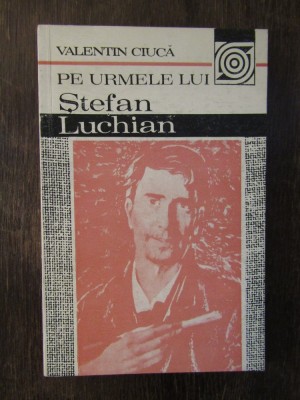 VALENTIN CIUCĂ
PE URMELE LUI
Ştefan
Luchian